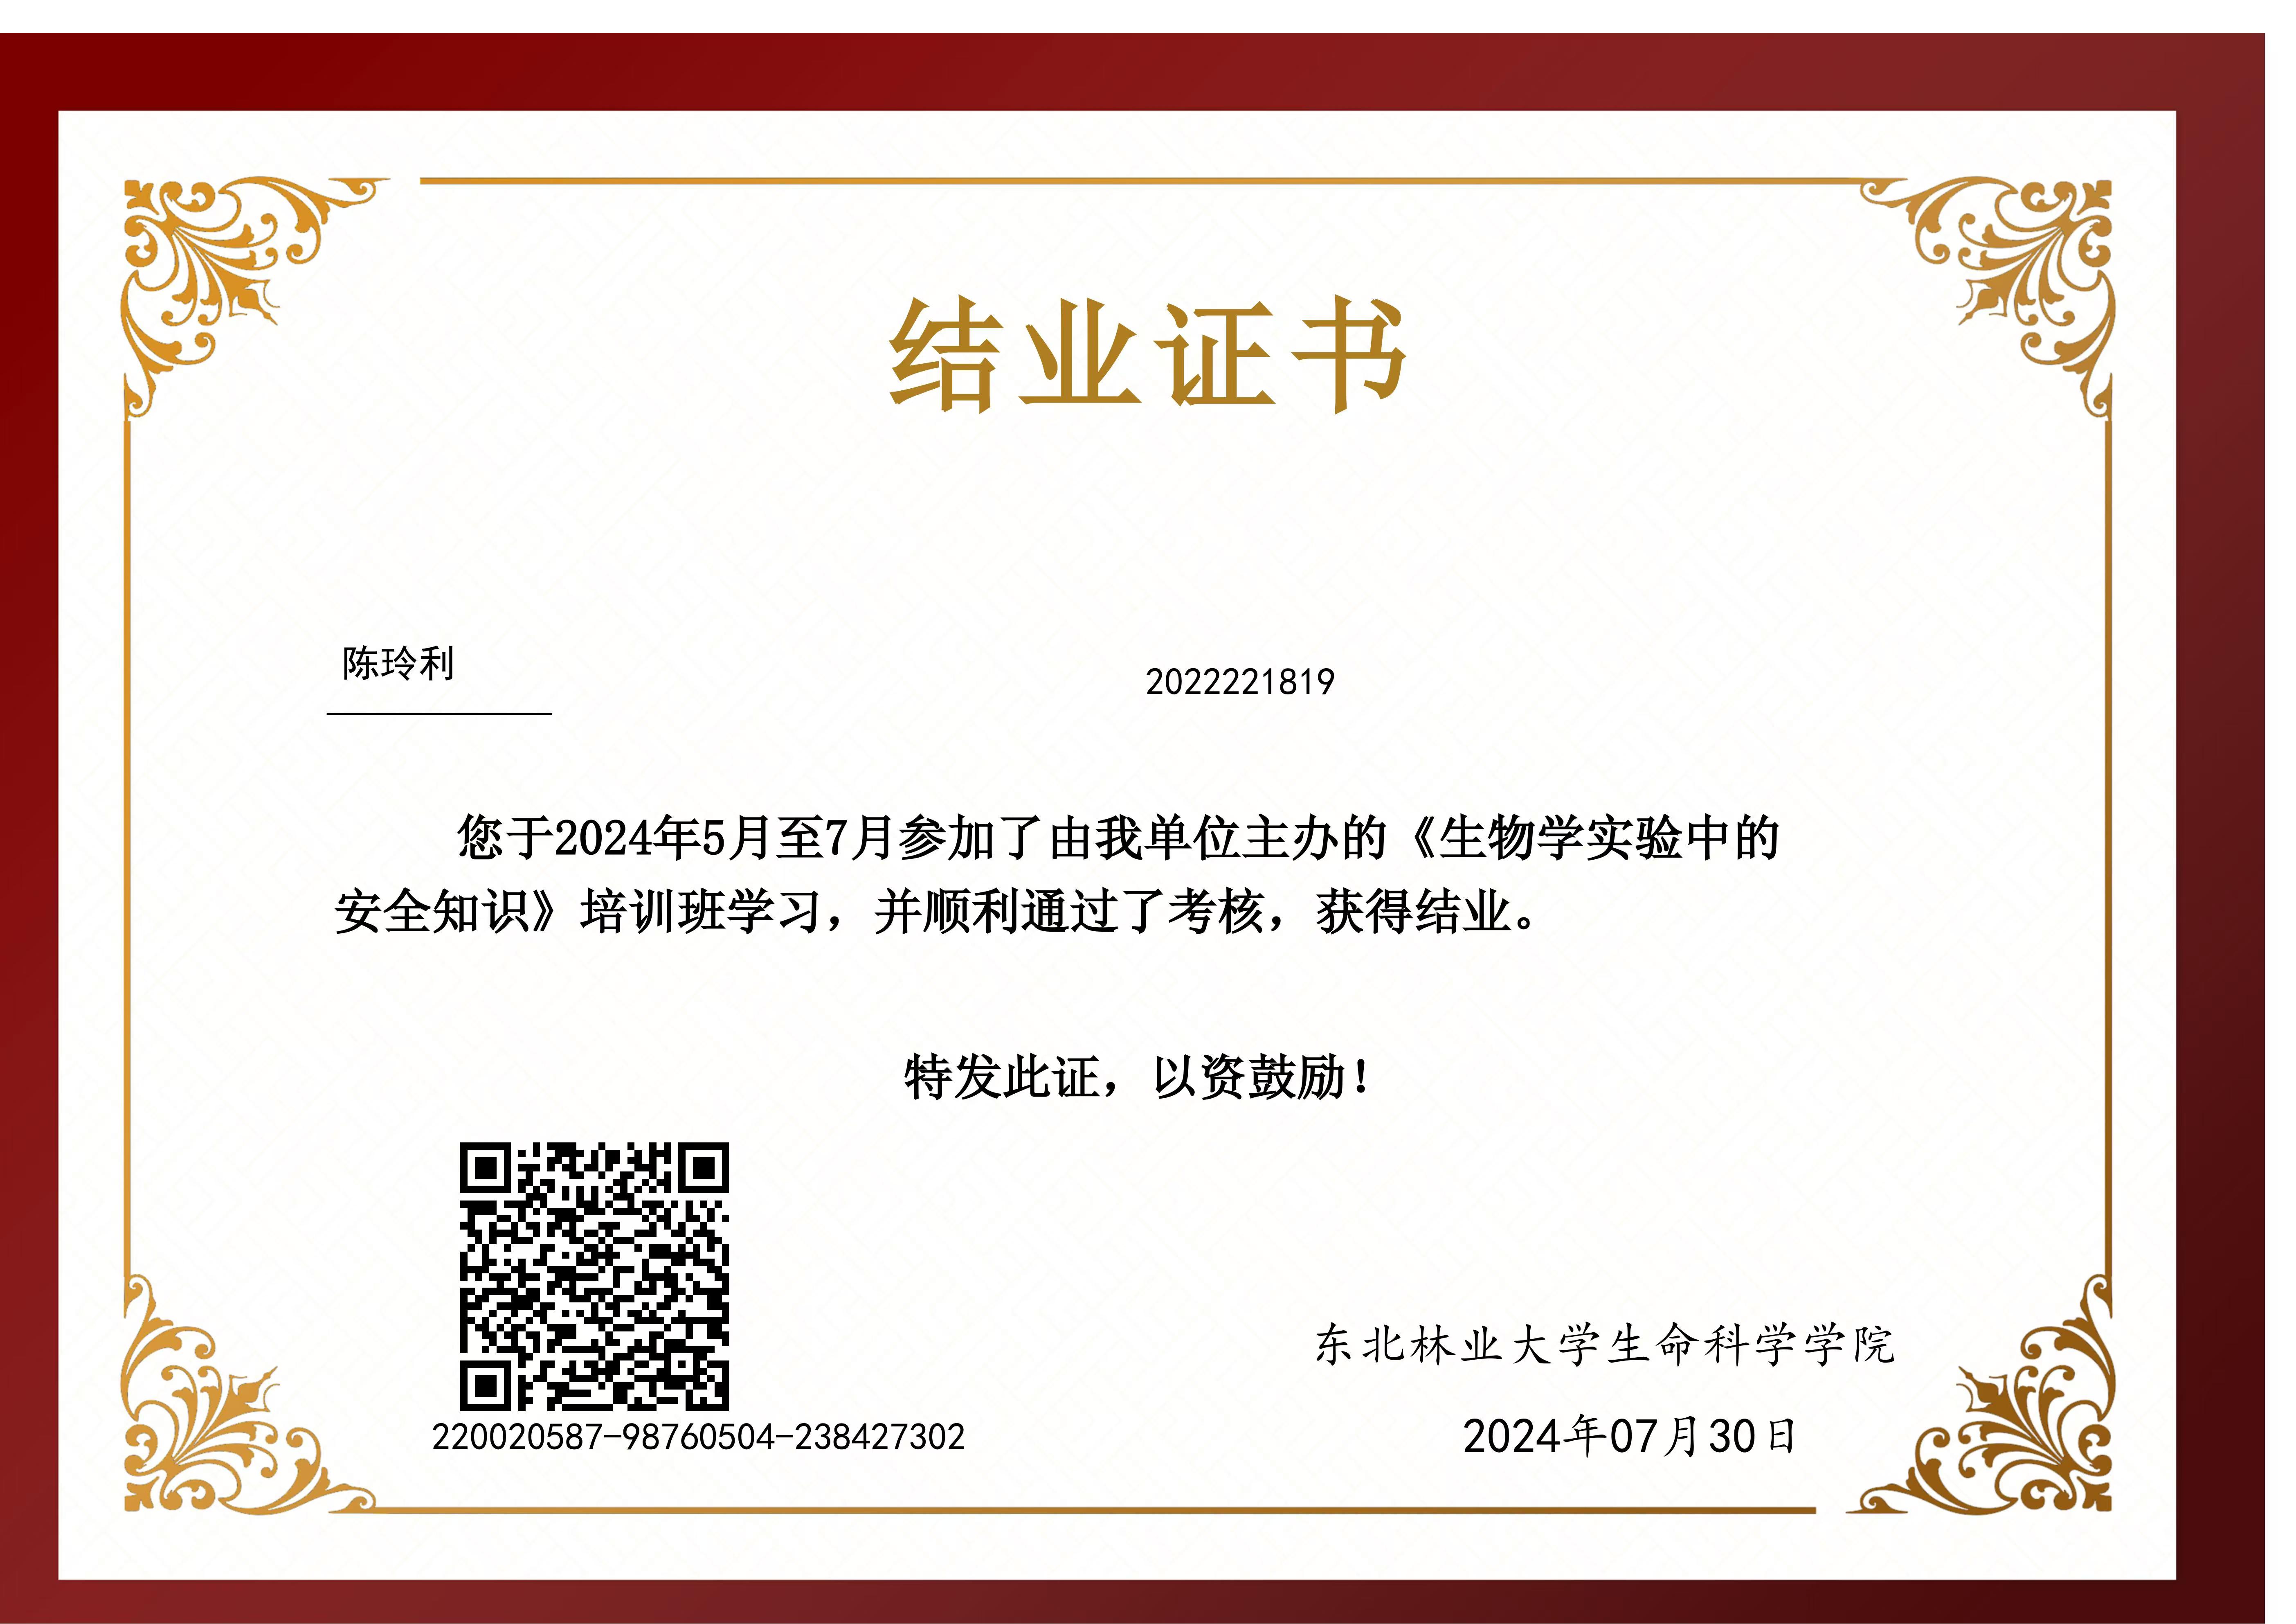 结业证书
陈玲利
2022221819
您于2024年5月至7月参加了由我单位主办的《生物学实验中的
安全知识》培训班学习，并顺利通过了考核，获得结业。
特发此证，以资鼓励！
东北林业大学生命科学学院
220020587-98760504-238427302
2024年07月30日